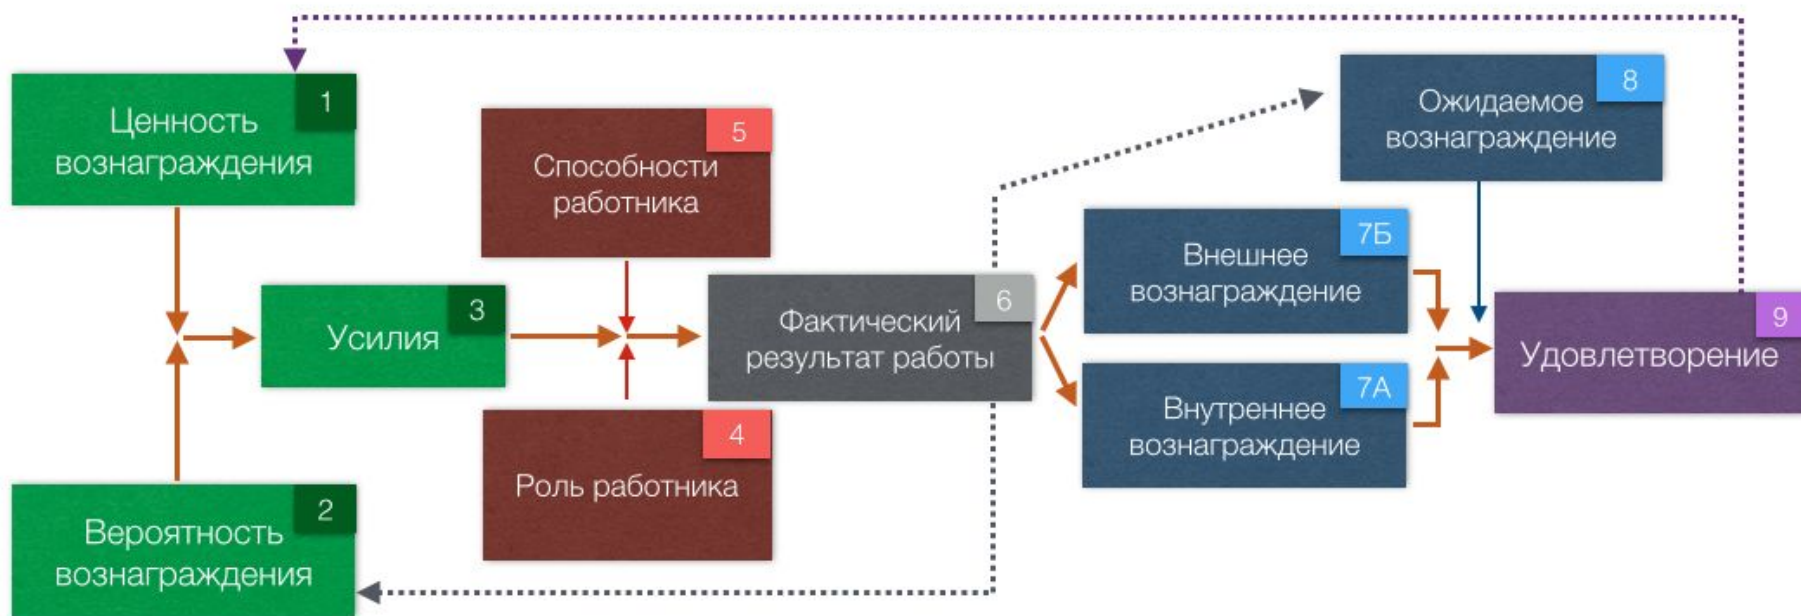 1
Ценность
вознаграждения
2
Вероятность
вознаграждения
3
Усилия
5
Способности
работника
4
Роль работника
6
Фактический
результат работы
8
Ожидаемое
вознаграждение
7Б
Внешнее
вознаграждение
7А
Внутреннее
вознаграждение
9
Удовлетворение